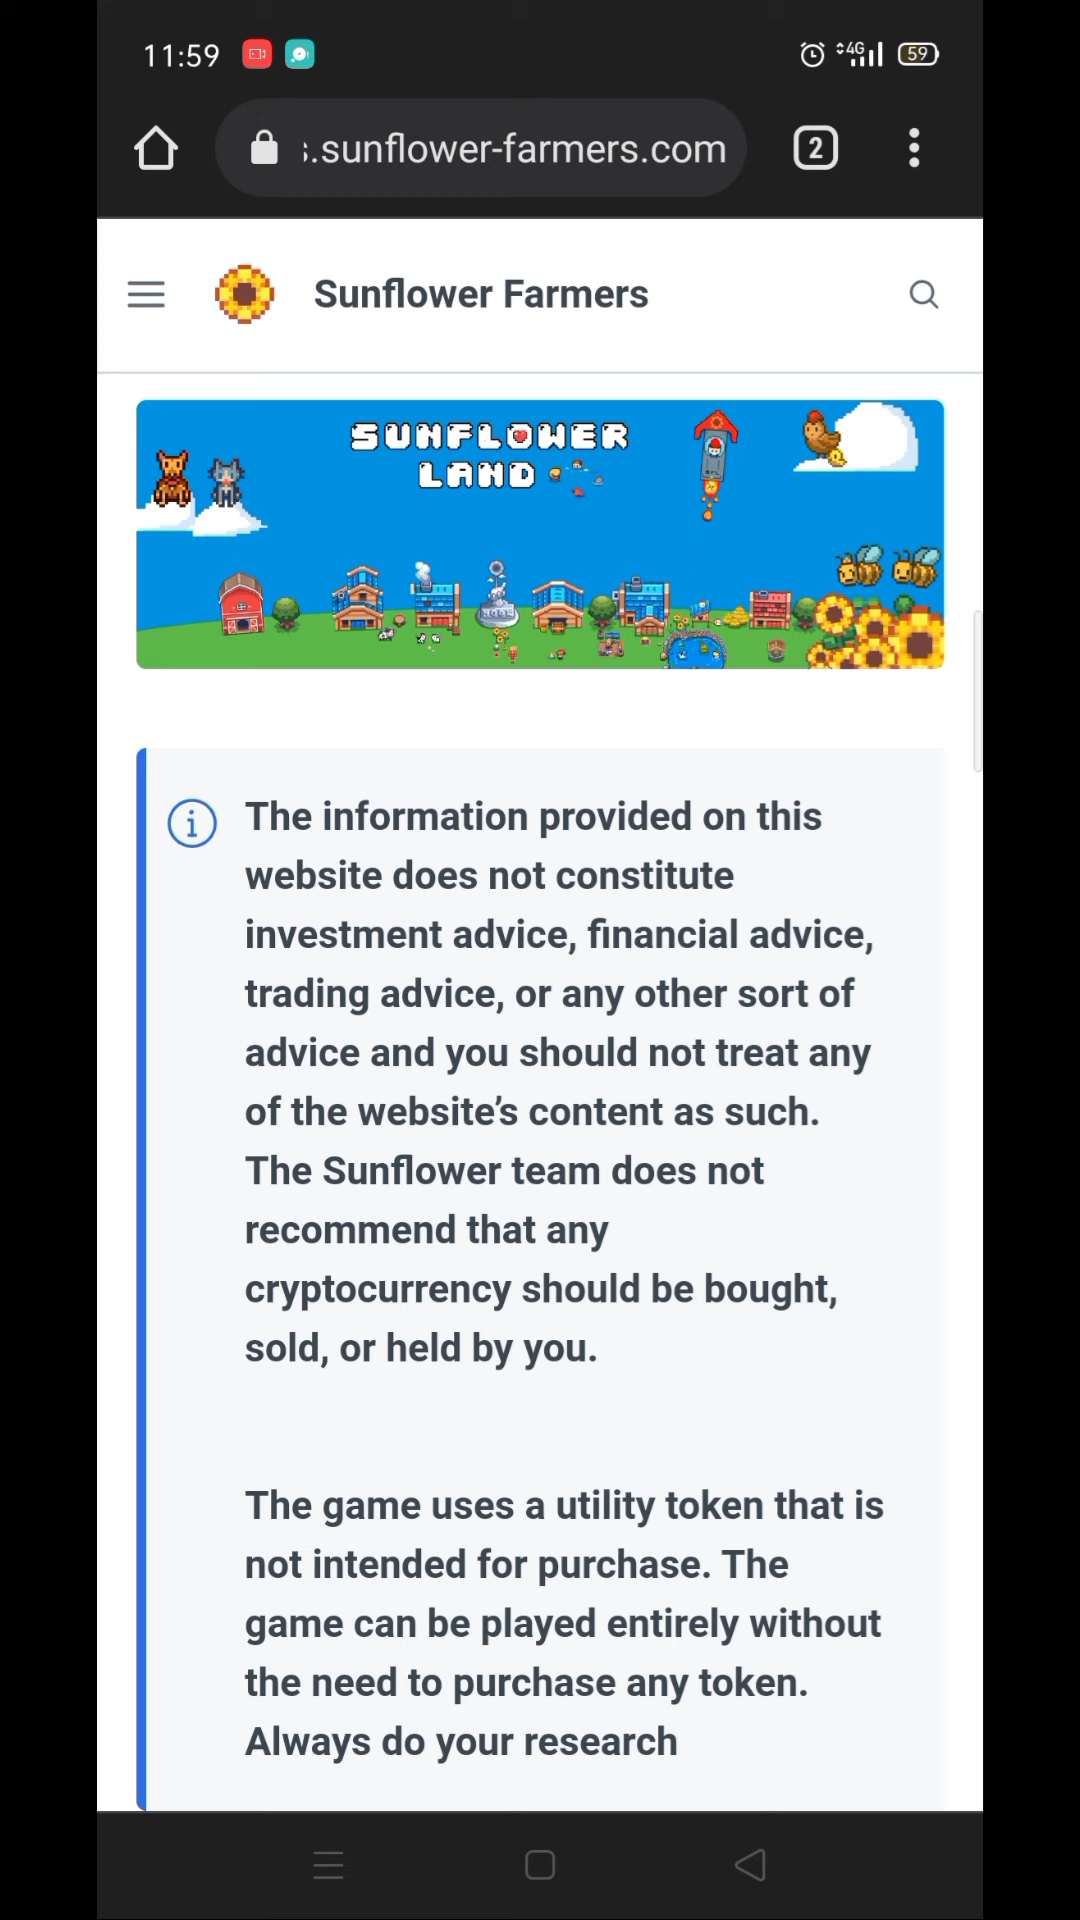 11:59
4G
59
s.sunflower-farmers.com
2
Sunflower Farmers
SUNFLOWER
LAND
The information provided on this
website does not constitute
investment advice, financial advice,
trading advice, or any other sort of
advice and you should not treat any
of the website’s content as such.
The Sunflower team does not
recommend that any
cryptocurrency should be bought,
sold, or held by you.
The game uses a utility token that is
not intended for purchase. The
game can be played entirely without
the need to purchase any token.
Always do your research